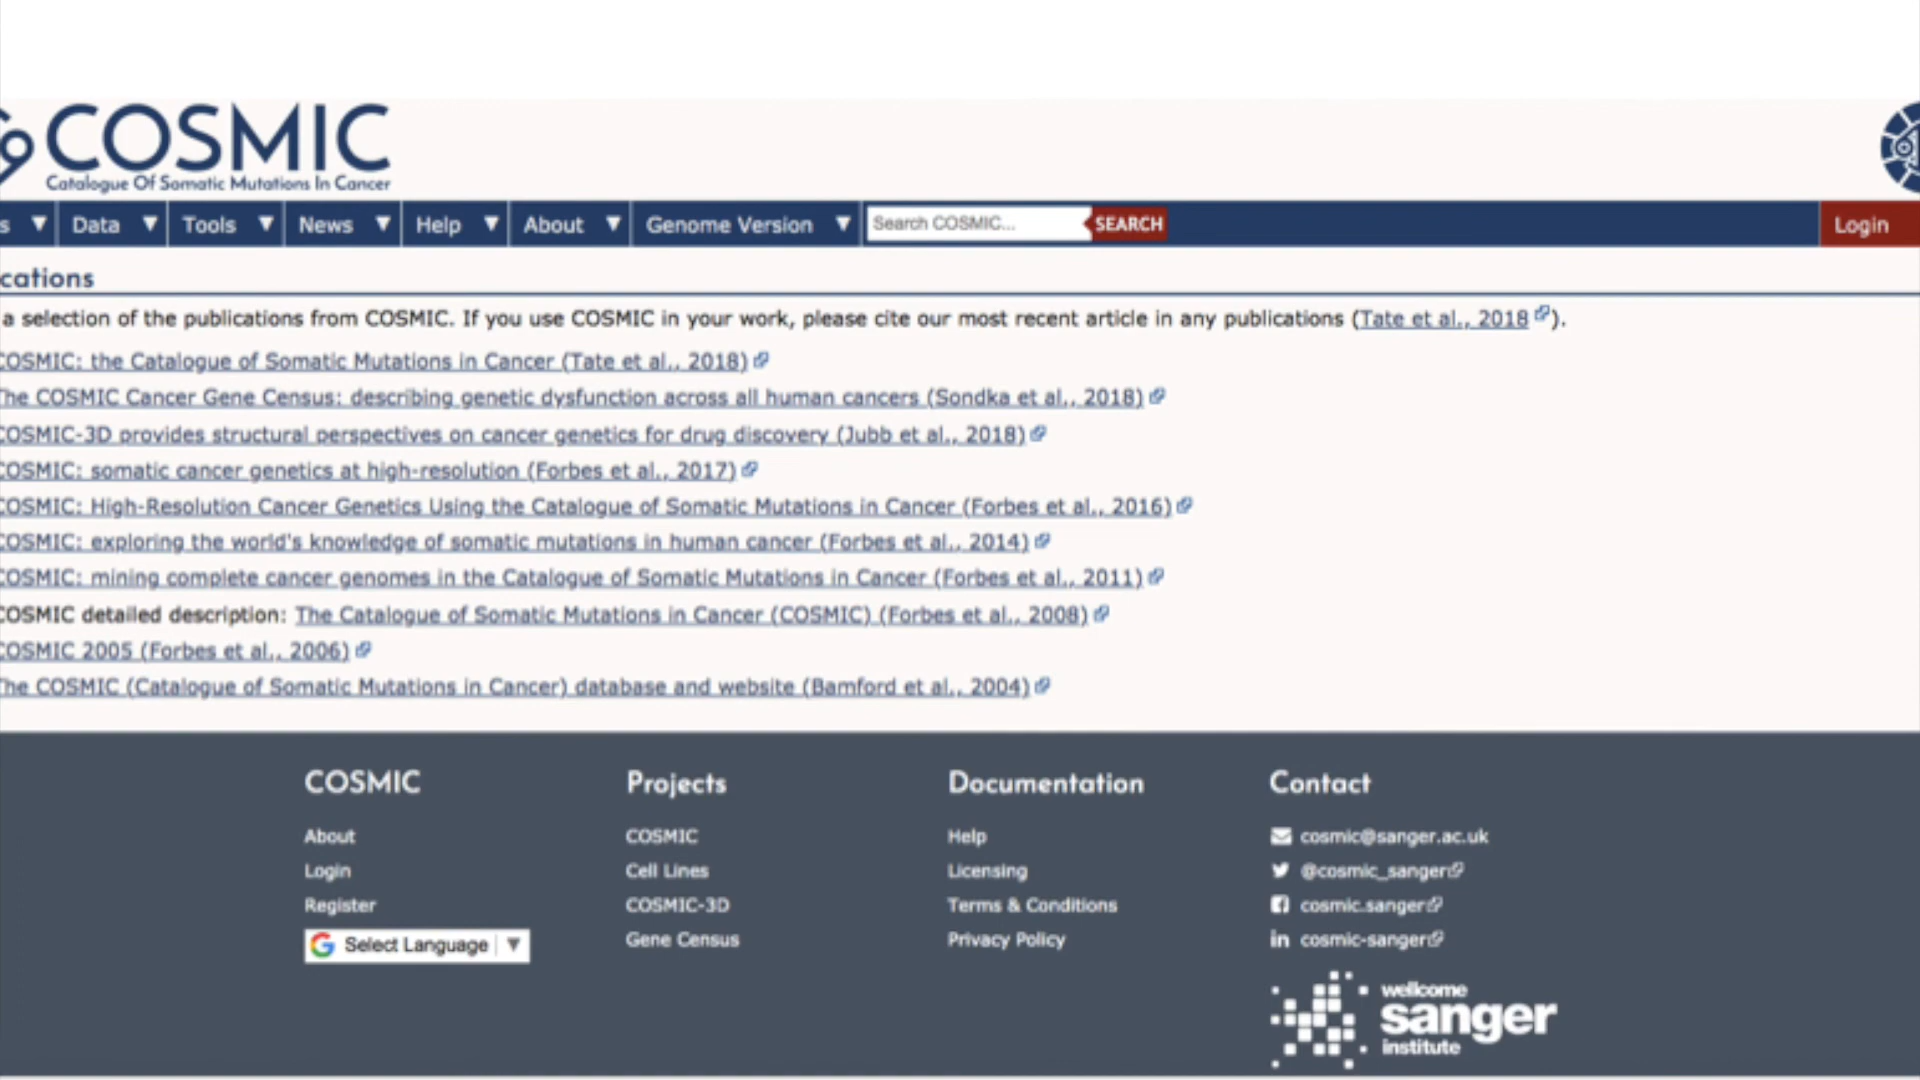 COSMIC
Catalogue Of Somatic Mutations In Cancer
s ▼ Data ▼ Tools ▼ News ▼ Help ▼ About ▼ Genome Version ▼ Search COSMIC... SEARCH Login
cations
a selection of the publications from COSMIC. If you use COSMIC in your work, please cite our most recent article in any publications (Tate et al., 2018).
COSMIC: the Catalogue of Somatic Mutations in Cancer (Tate et al., 2018)
The COSMIC Cancer Gene Census: describing genetic dysfunction across all human cancers (Sondka et al., 2018)
COSMIC-3D provides structural perspectives on cancer genetics for drug discovery (Jubb et al., 2018)
COSMIC: somatic cancer genetics at high-resolution (Forbes et al., 2017)
COSMIC: High-Resolution Cancer Genetics Using the Catalogue of Somatic Mutations in Cancer (Forbes et al., 2016)
COSMIC: exploring the world's knowledge of somatic mutations in human cancer (Forbes et al., 2014)
COSMIC: mining complete cancer genomes in the Catalogue of Somatic Mutations in Cancer (Forbes et al., 2011)
COSMIC detailed description: The Catalogue of Somatic Mutations in Cancer (COSMIC) (Forbes et al., 2008)
COSMIC 2005 (Forbes et al., 2006)
The COSMIC (Catalogue of Somatic Mutations in Cancer) database and website (Bamford et al., 2004)
COSMIC
About
Login
Register
Select Language ▼
Projects
COSMIC
Cell Lines
COSMIC-3D
Gene Census
Documentation
Help
Licensing
Terms & Conditions
Privacy Policy
Contact
cosmic@sanger.ac.uk
@cosmic_sanger
cosmic.sanger
cosmic-sanger
wellcome
sanger
institute